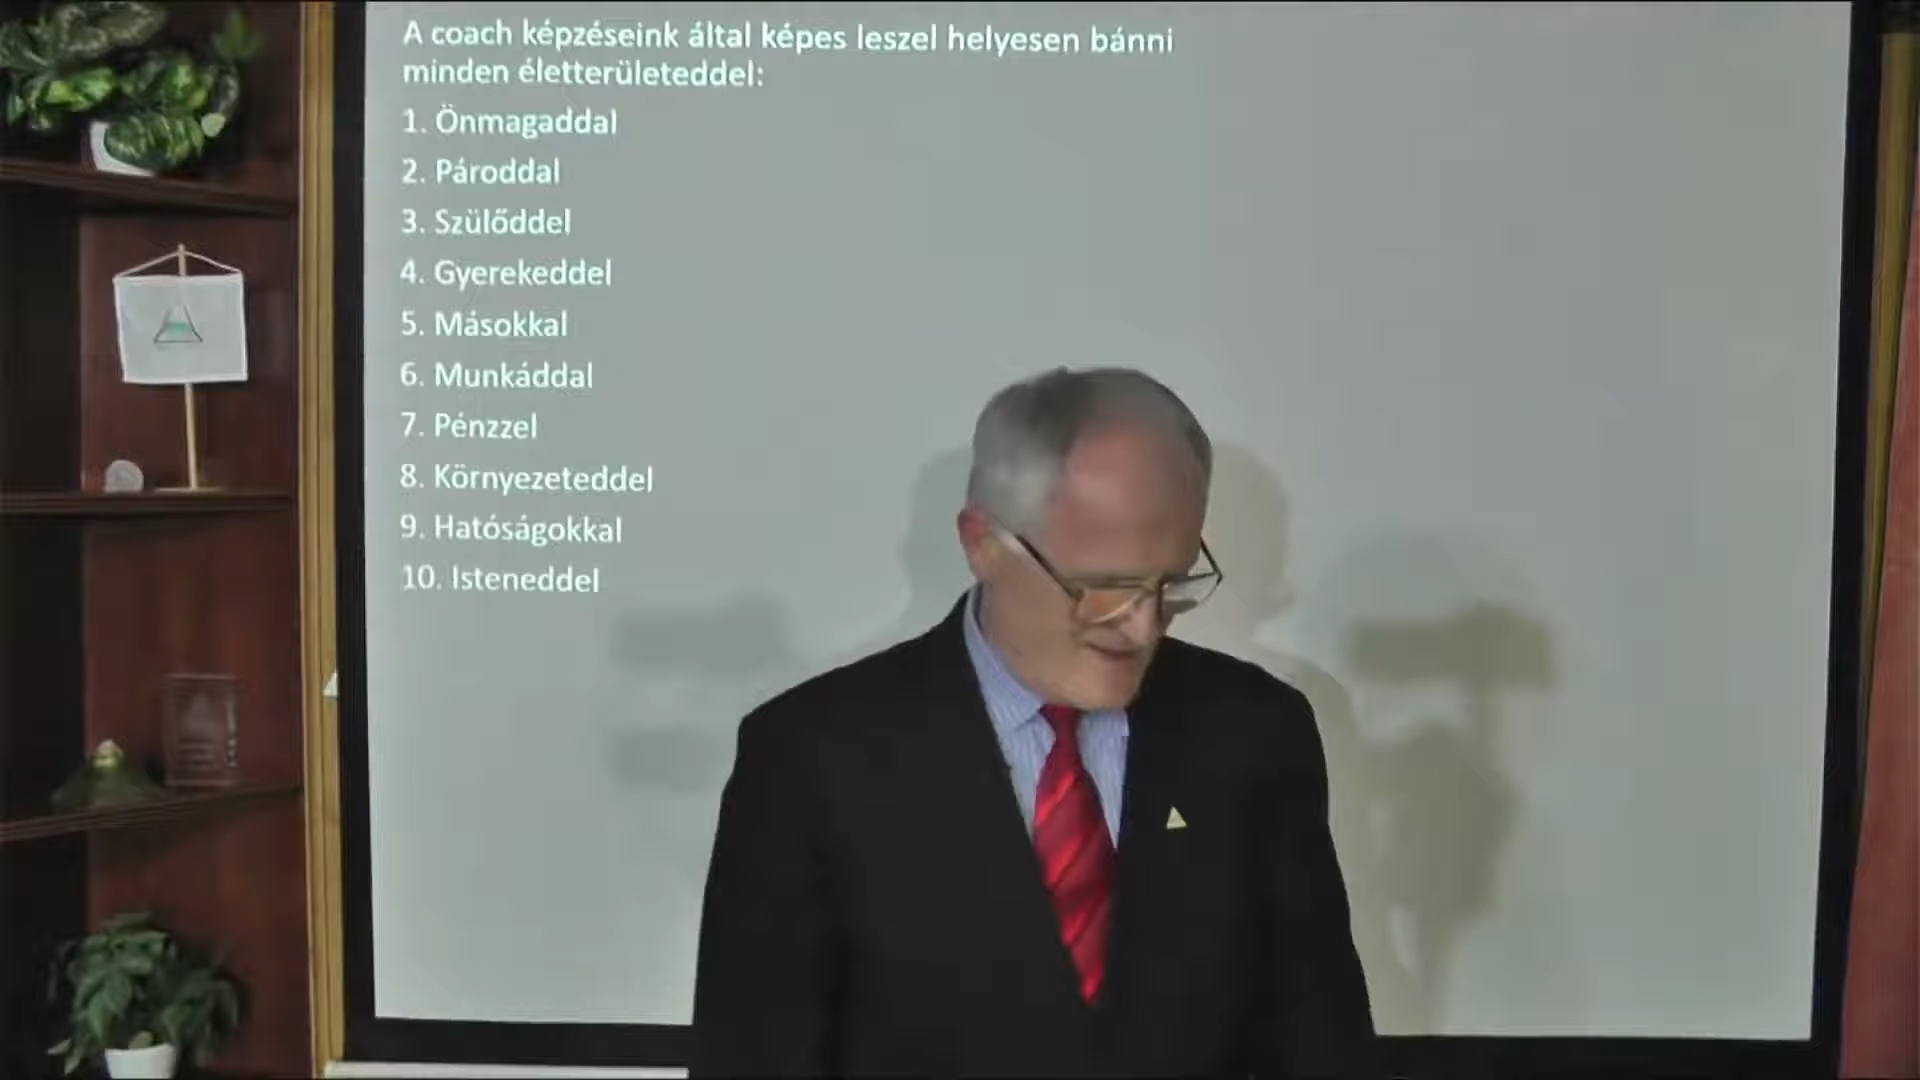 A coach képzéseink által képes leszel helyesen bánni
minden életterületeddel:
1. Önmagaddal
2. Pároddal
3. Szülőddel
4. Gyerekeddel
5. Másokkal
6. Munkáddal
7. Pénzzel
8. Környezeteddel
9. Hatóságokkal
10. Isteneddel